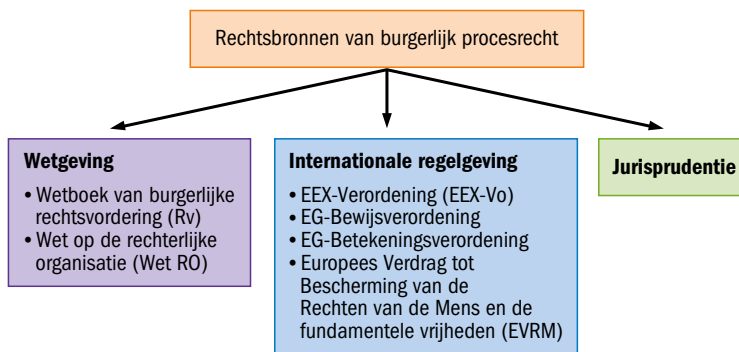 Rechtsbronnen van burgerlijk procesrecht
Wetgeving
• Wetboek van burgerlijke
rechtsvordering (Rv)
• Wet op de rechterlijke
organisatie (Wet RO)
Internationale regelgeving
• EEX-Verordening (EEX-Vo)
• EG-Bewijsverordening
• EG-Betekeningsverordening
• Europees Verdrag tot
Bescherming van de
Rechten van de Mens en de
fundamentele vrijheden (EVRM)
Jurisprudentie